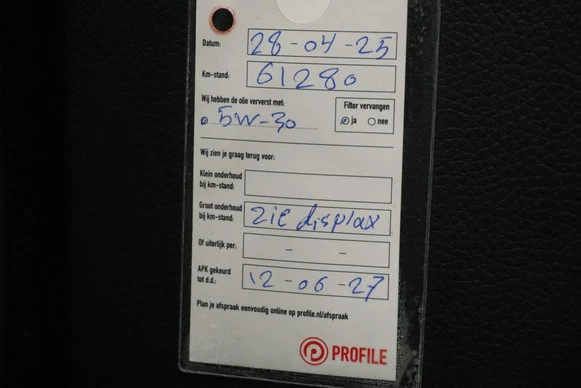 Datum: 28-04-25
Km-stand: 61280
Wij hebben de olie ververst met:
5W-30
Filter vervangen
ja nee
Wij zien je graag terug voor:
Klein onderhoud
bij km-stand:
Groot onderhoud
bij km-stand: zie display
Of uiterlijk per: - -
APK gekeurd
tot d.d.: 12-06-27
Plan je afspraak eenvoudig online op profile.nl/afspraak
PROFILE